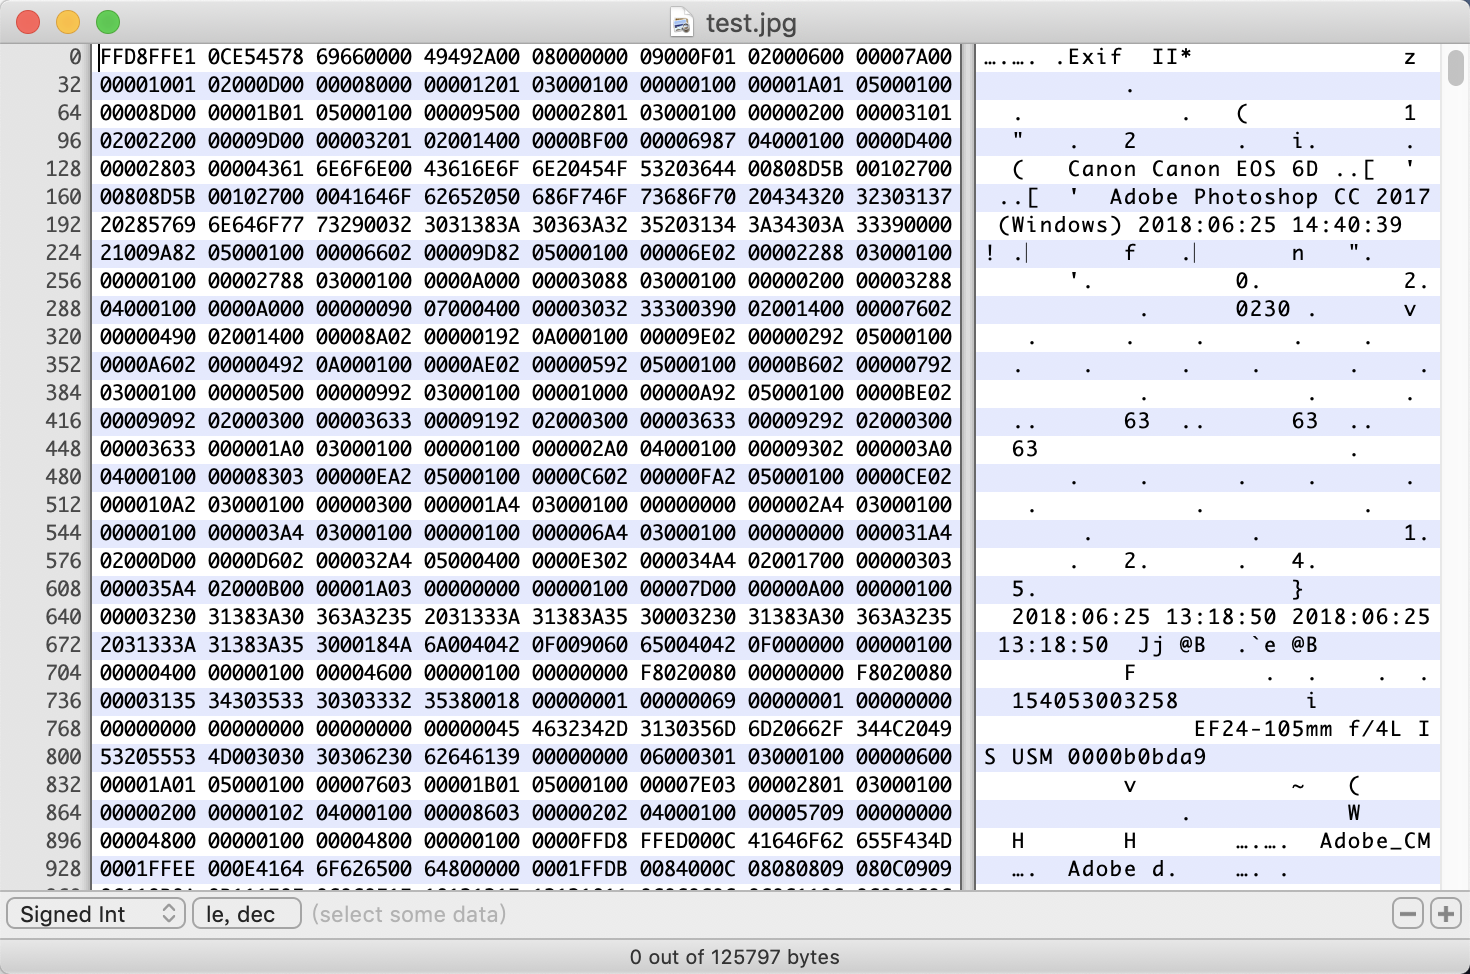 test.jpg
0 FFD8FFE1 0CE54578 69660000 49492A00 08000000 09000F01 02000600 00007A00 ….…. .Exif II* z
32 00001001 02000D00 00008000 00001201 03000100 00000100 00001A01 05000100 .
64 00008D00 00001B01 05000100 00009500 00002801 03000100 00000200 00003101 . . ( 1
96 02002200 00009D00 00003201 02001400 0000BF00 00006987 04000100 0000D400 " . 2 . i. .
128 00002803 00004361 6E6F6E00 43616E6F 6E20454F 53203644 00808D5B 00102700 ( Canon Canon EOS 6D ..[ '
160 00808D5B 00102700 0041646F 62652050 686F746F 73686F70 20434320 32303137 ..[ ' Adobe Photoshop CC 2017
192 20285769 6E646F77 73290032 3031383A 30363A32 35203134 3A34303A 33390000 (Windows) 2018:06:25 14:40:39
224 21009A82 05000100 00006602 00009D82 05000100 00006E02 00002288 03000100 ! .| f .| n ".
256 00000100 00002788 03000100 0000A000 00003088 03000100 00000200 00003288 '. 0. 2.
288 04000100 0000A000 00000090 07000400 00003032 33300390 02001400 00007602 . 0230 . v
320 00000490 02001400 00008A02 00000192 0A000100 00009E02 00000292 05000100 . . . . .
352 0000A602 00000492 0A000100 0000AE02 00000592 05000100 0000B602 00000792 . . . . . .
384 03000100 00000500 00000992 03000100 00001000 00000A92 05000100 0000BE02 . . .
416 00009092 02000300 00003633 00009192 02000300 00003633 00009292 02000300 .. 63 .. 63 ..
448 00003633 000001A0 03000100 00000100 000002A0 04000100 00009302 000003A0 63 .
480 04000100 00008303 00000EA2 05000100 0000C602 00000FA2 05000100 0000CE02 . . . . .
512 000010A2 03000100 00000300 000001A4 03000100 00000000 000002A4 03000100 . . .
544 00000100 000003A4 03000100 00000100 000006A4 03000100 00000000 000031A4 . . 1.
576 02000D00 0000D602 000032A4 05000400 0000E302 000034A4 02001700 00000303 . 2. . 4.
608 000035A4 02000B00 00001A03 00000000 00000100 00007D00 00000A00 00000100 5. }
640 00003230 31383A30 363A3235 2031333A 31383A35 30003230 31383A30 363A3235 2018:06:25 13:18:50 2018:06:25
672 2031333A 31383A35 3000184A 6A004042 0F009060 65004042 0F000000 00000100 13:18:50 Jj @B .`e @B
704 00000400 00000100 00004600 00000100 00000000 F8020080 00000000 F8020080 F . . . .
736 00003135 34303533 30303332 35380018 00000001 00000069 00000001 00000000 154053003258 i
768 00000000 00000000 00000000 00000045 4632342D 3130356D 6D20662F 344C2049 EF24-105mm f/4L I
800 53205553 4D003030 30306230 62646139 00000000 06000301 03000100 00000600 S USM 0000b0bda9
832 00001A01 05000100 00007603 00001B01 05000100 00007E03 00002801 03000100 v ~ (
864 00000200 00000102 04000100 00008603 00000202 04000100 00005709 00000000 . W
896 00004800 00000100 00004800 00000100 0000FFD8 FFED000C 41646F62 655F434D H H ….…. Adobe_CM
928 0001FFEE 000E4164 6F626500 64800000 0001FFDB 0084000C 08080809 080C0909 …. Adobe d. …. .
Signed Int le, dec (select some data)
0 out of 125797 bytes